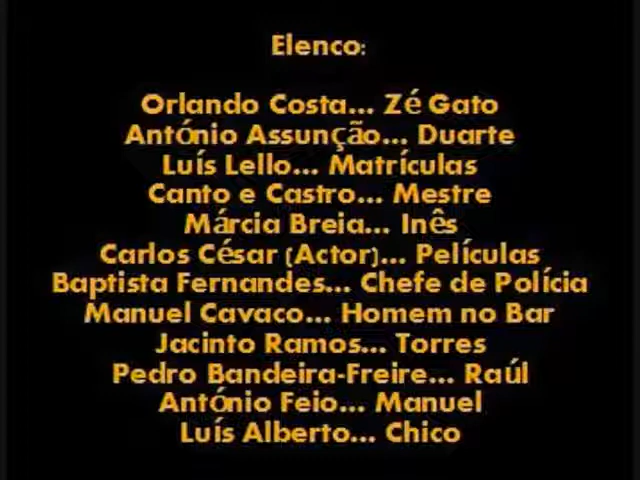 Elenco:
Orlando Costa... Zé Gato
António Assunção... Duarte
Luís Lello... Matrículas
Canto e Castro... Mestre
Márcia Breia... Inês
Carlos César (Actor)... Películas
Baptista Fernandes... Chefe de Polícia
Manuel Cavaco... Homem no Bar
Jacinto Ramos... Torres
Pedro Bandeira-Freire... Raúl
António Feio... Manuel
Luís Alberto... Chico